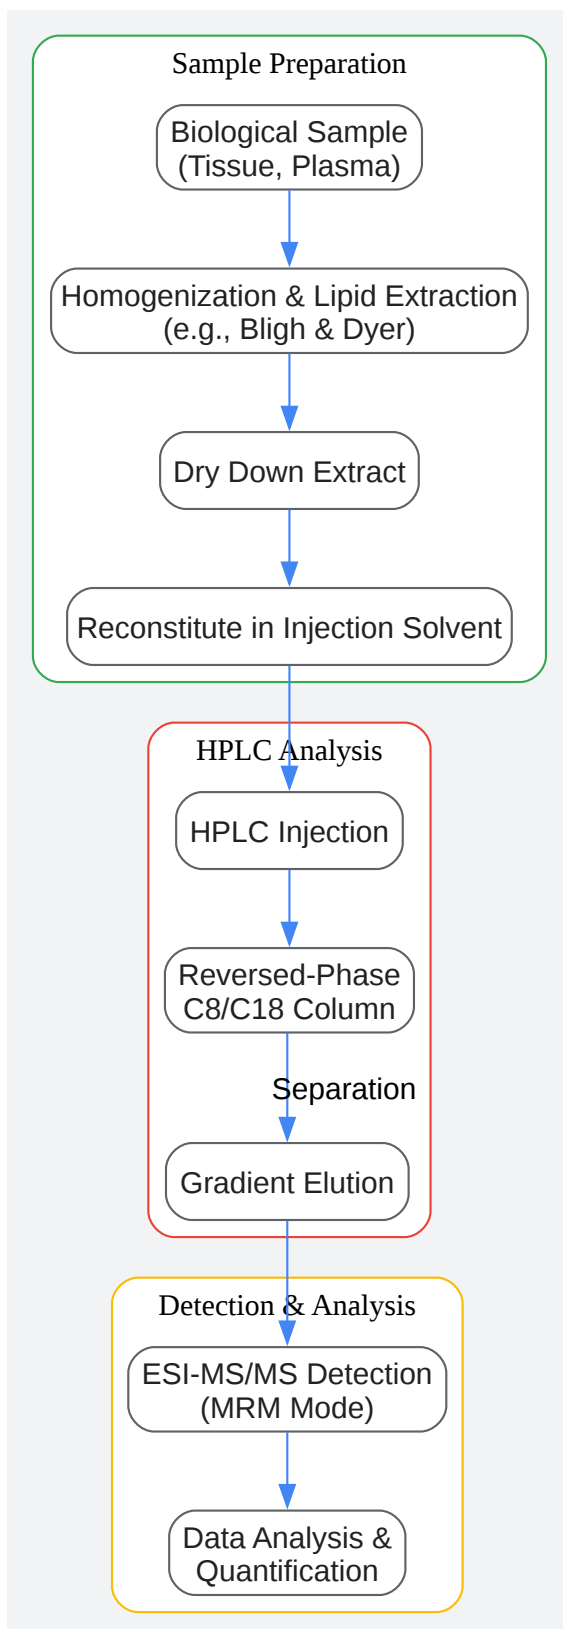 Sample Preparation
Biological Sample
(Tissue, Plasma)
Homogenization & Lipid Extraction
(e.g., Bligh & Dyer)
Dry Down Extract
Reconstitute in Injection Solvent
HPLC Analysis
HPLC Injection
Reversed-Phase
C8/C18 Column
Separation
Gradient Elution
Detection & Analysis
ESI-MS/MS Detection
(MRM Mode)
Data Analysis &
Quantification